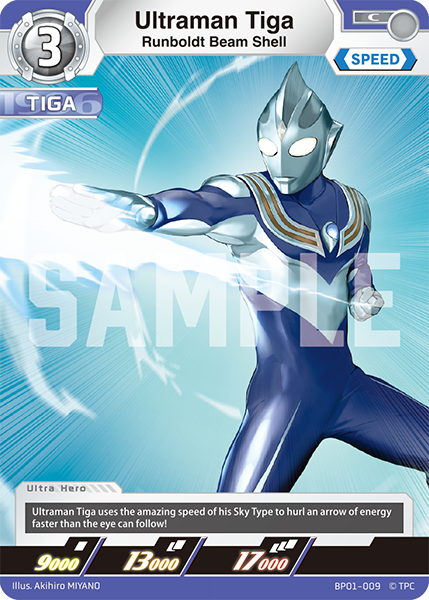 3
Ultraman Tiga
Runboldt Beam Shell
C
SPEED
1996
TIGA
SAMPLE
Ultra Hero
Ultraman Tiga uses the amazing speed of his Sky Type to hurl an arrow of energy
faster than the eye can follow!
9000
13000
17000
Illus. Akihiro MIYANO
BP01-009 © TPC